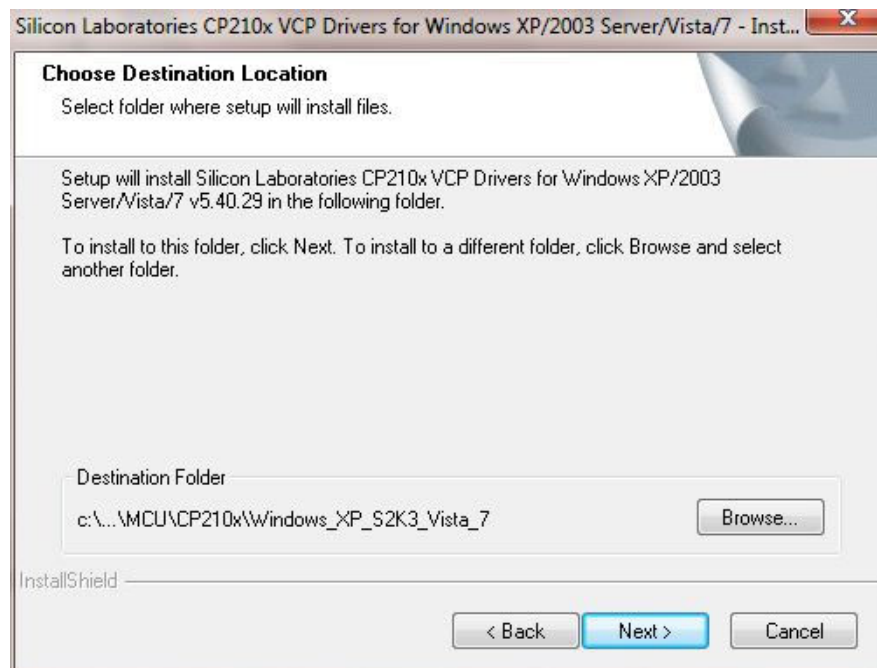 Silicon Laboratories CP210x VCP Drivers for Windows XP/2003 Server/Vista/7 - Inst...
Choose Destination Location
Select folder where setup will install files.
Setup will install Silicon Laboratories CP210x VCP Drivers for Windows XP/2003
Server/Vista/7 v5.40.29 in the following folder.
To install to this folder, click Next. To install to a different folder, click Browse and select
another folder.
Destination Folder
c:\...\MCU\CP210x\\Windows_XP_S2K3_Vista_7
Browse...
InstallShield
< Back
Next >
Cancel